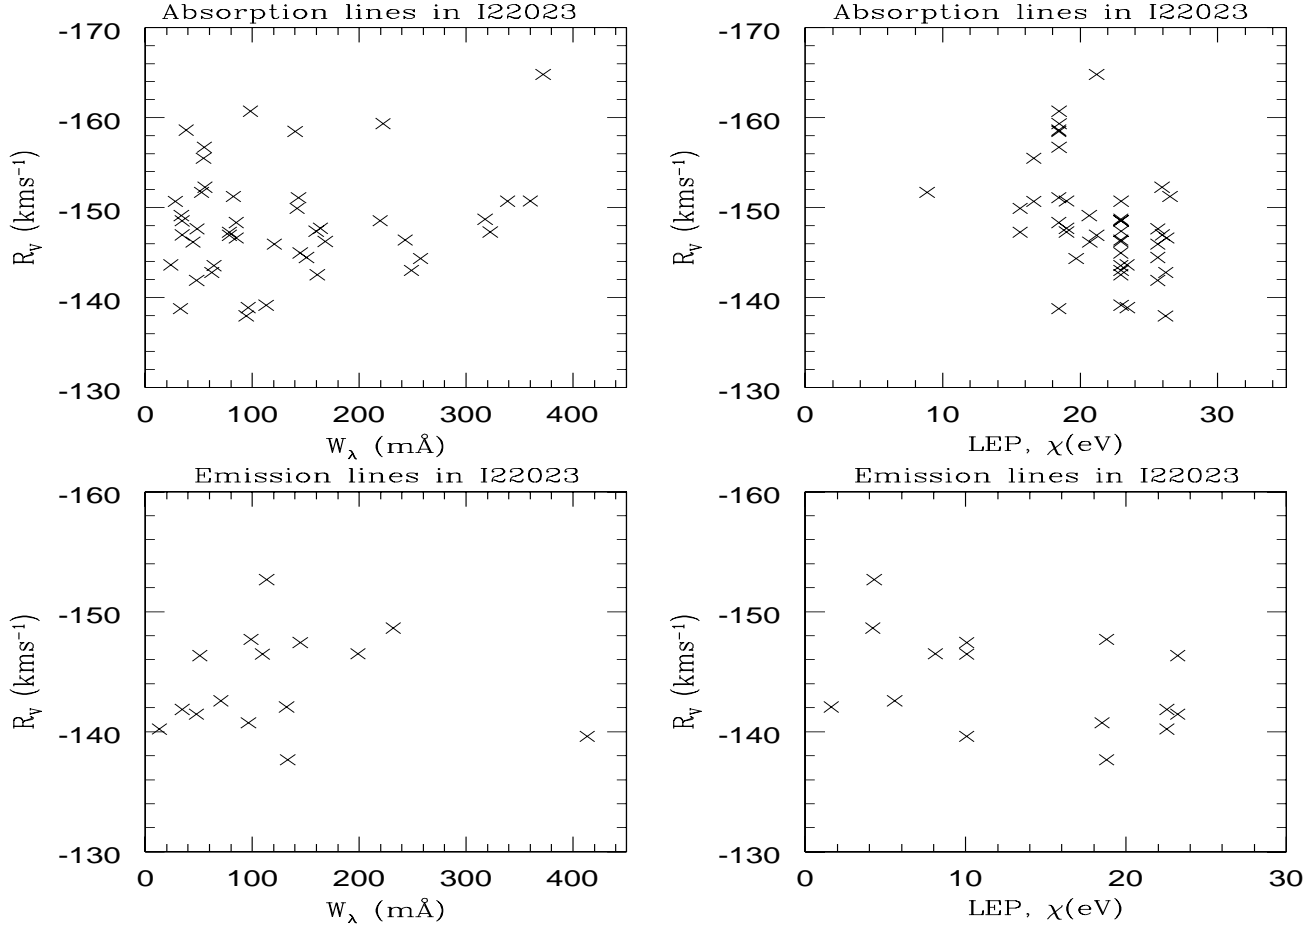 Absorption lines in I22023
-170
-160
-150
-140
-130
0 100 200 300 400
R_V (kms⁻¹)
W_λ (mÅ)
Absorption lines in I22023
-170
-160
-150
-140
-130
0 10 20 30
R_V (kms⁻¹)
LEP, χ(eV)
Emission lines in I22023
-160
-150
-140
-130
0 100 200 300 400
R_V (kms⁻¹)
W_λ (mÅ)
Emission lines in I22023
-160
-150
-140
-130
0 10 20 30
R_V (kms⁻¹)
LEP, χ(eV)